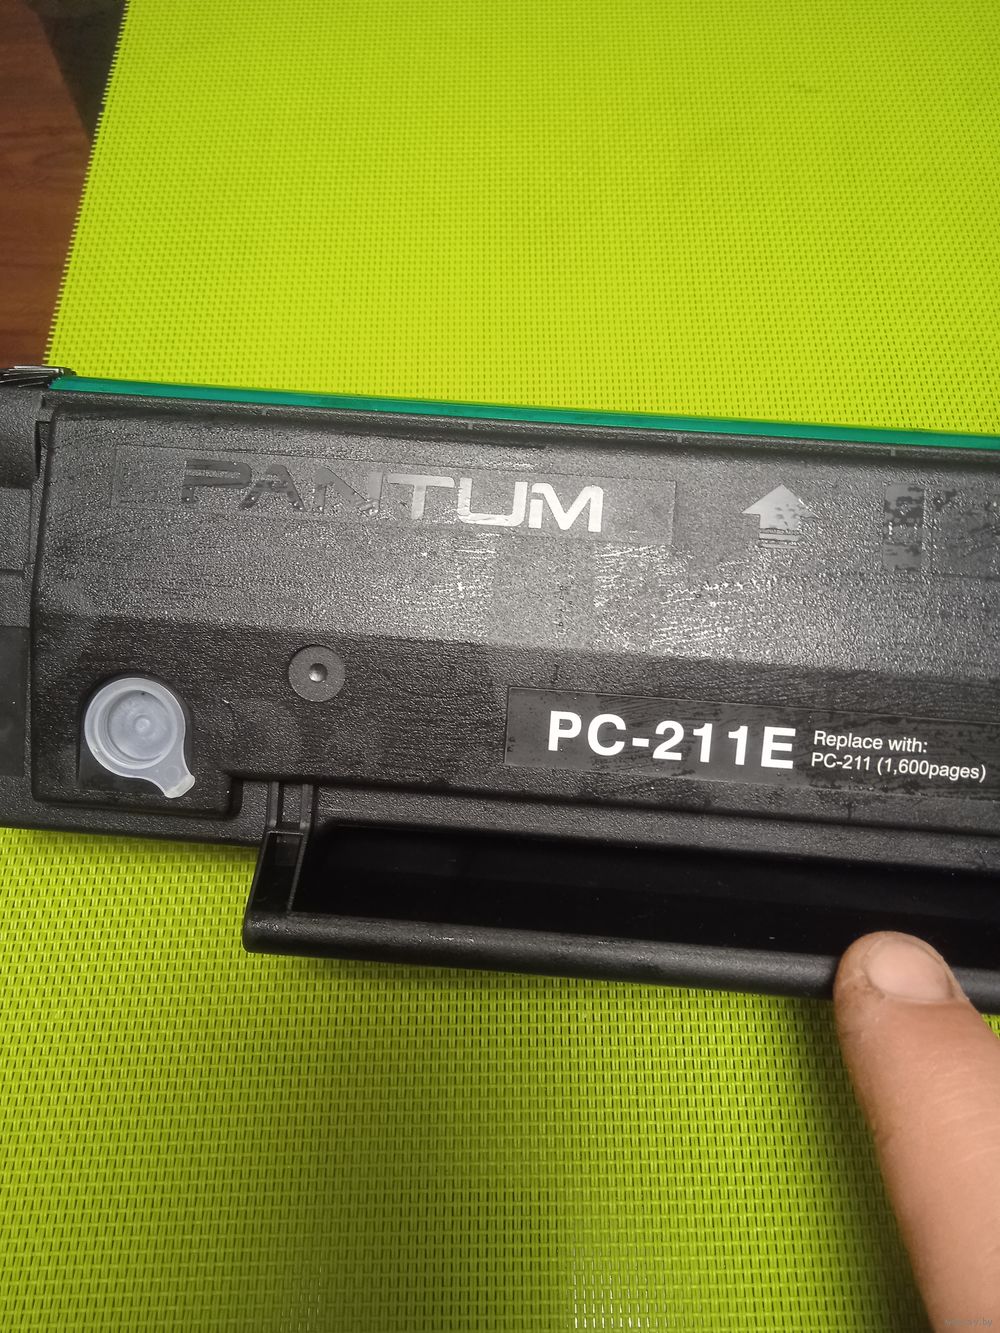 PANTUM
PC-211E
Replace with:
PC-211 (1,600pages)